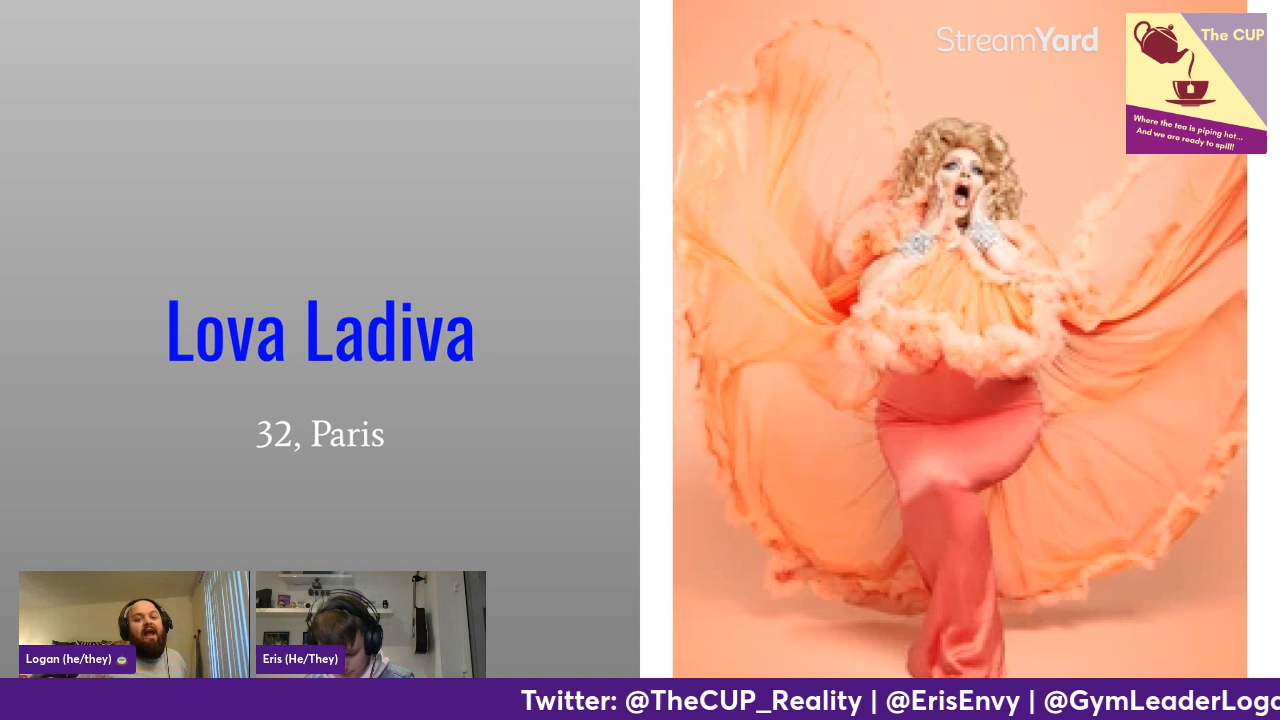 StreamYard
The CUP
Where the tea is piping hot...
And we are ready to spill!
Lova Ladiva
32, Paris
Logan (he/they)
Eris (He/They)
Twitter: @TheCUP_Reality | @ErisEnvy | @GymLeaderLoga